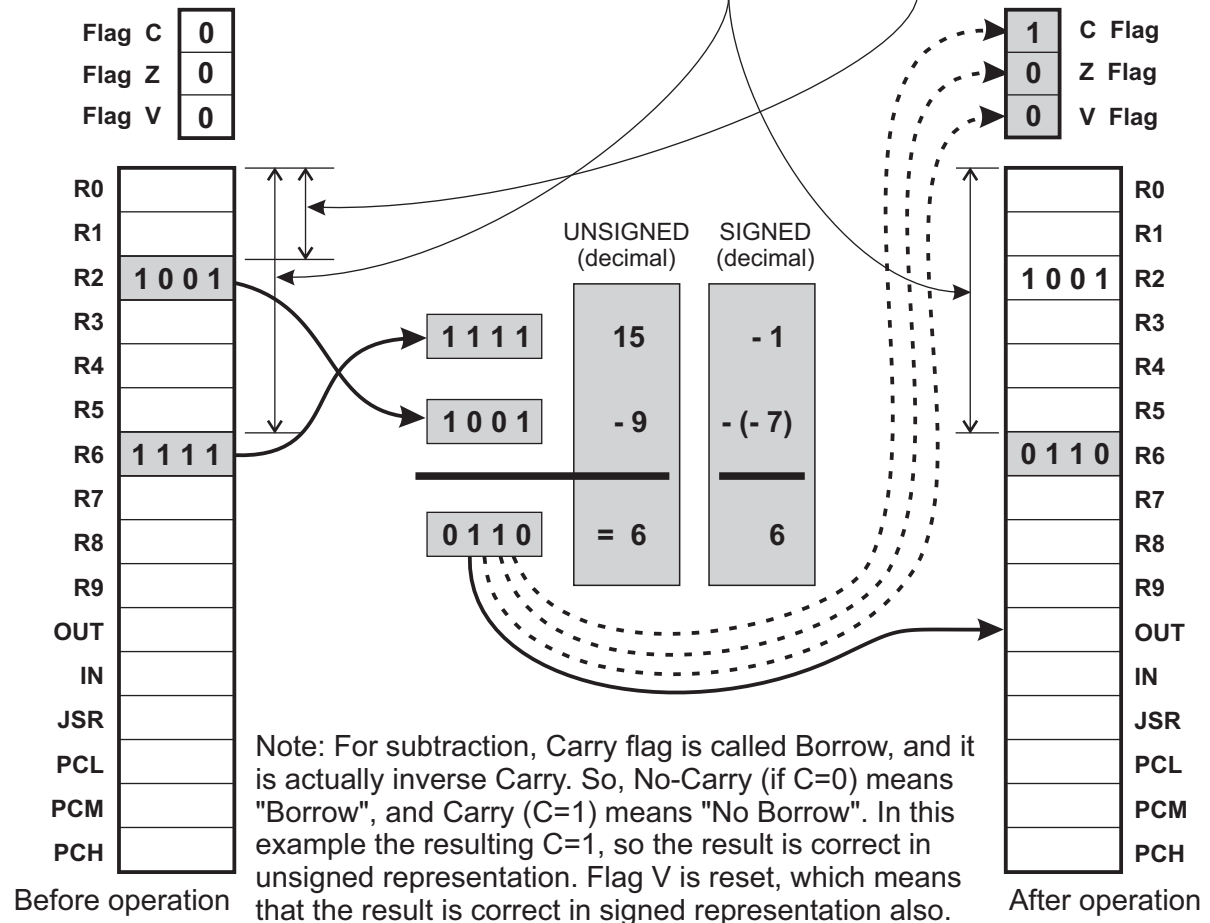 Flag C 0
Flag Z 0
Flag V 0
1 C Flag
0 Z Flag
0 V Flag
R0
R1
R2 1 0 0 1
R3
R4
R5
R6 1 1 1 1
R7
R8
R9
OUT
IN
JSR
PCL
PCM
PCH
Before operation
UNSIGNED SIGNED
(decimal) (decimal)
1 1 1 1 15 - 1
1 0 0 1 - 9 - (- 7)
0 1 1 0 = 6 6
Note: For subtraction, Carry flag is called Borrow, and it
is actually inverse Carry. So, No-Carry (if C=0) means
"Borrow", and Carry (C=1) means "No Borrow". In this
example the resulting C=1, so the result is correct in
unsigned representation. Flag V is reset, which means
that the result is correct in signed representation also.
R0
R1
1 0 0 1 R2
R3
R4
R5
0 1 1 0 R6
R7
R8
R9
OUT
IN
JSR
PCL
PCM
PCH
After operation